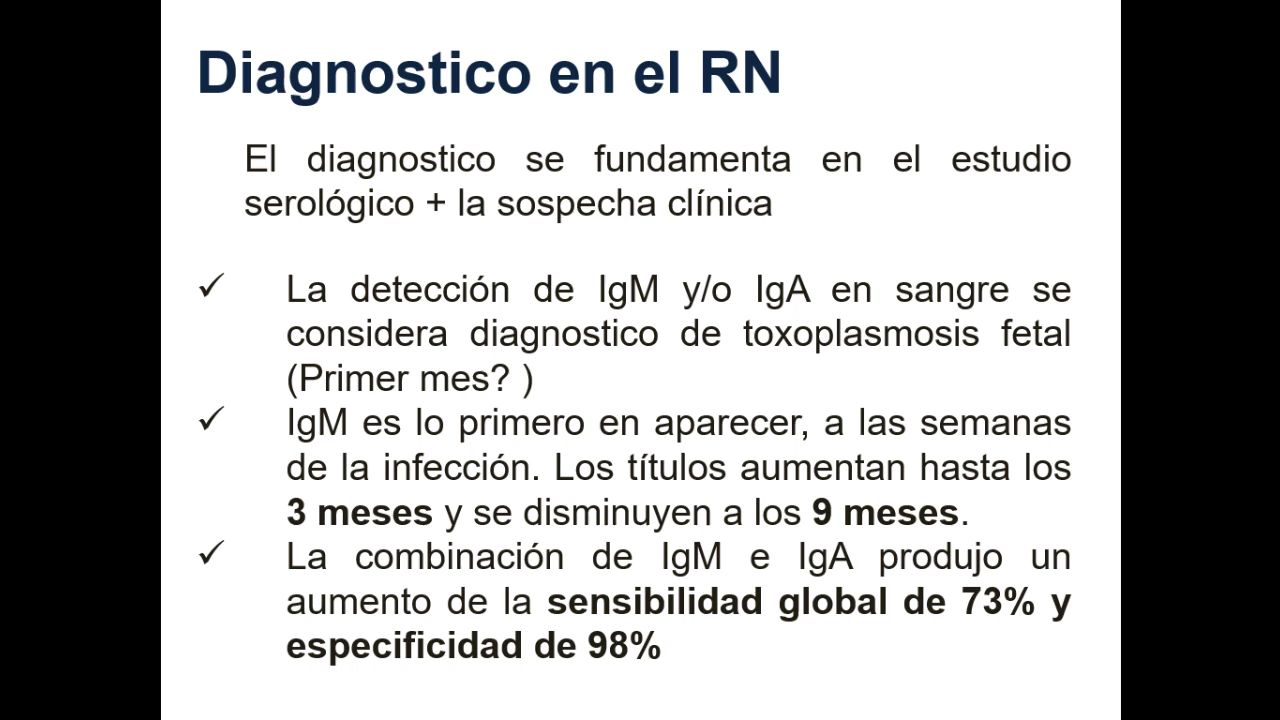 Diagnostico en el RN
El diagnostico se fundamenta en el estudio
serológico + la sospecha clínica
✓ La detección de IgM y/o IgA en sangre se
considera diagnostico de toxoplasmosis fetal
(Primer mes? )
✓ IgM es lo primero en aparecer, a las semanas
de la infección. Los títulos aumentan hasta los
3 meses y se disminuyen a los 9 meses.
✓ La combinación de IgM e IgA produjo un
aumento de la sensibilidad global de 73% y
especificidad de 98%